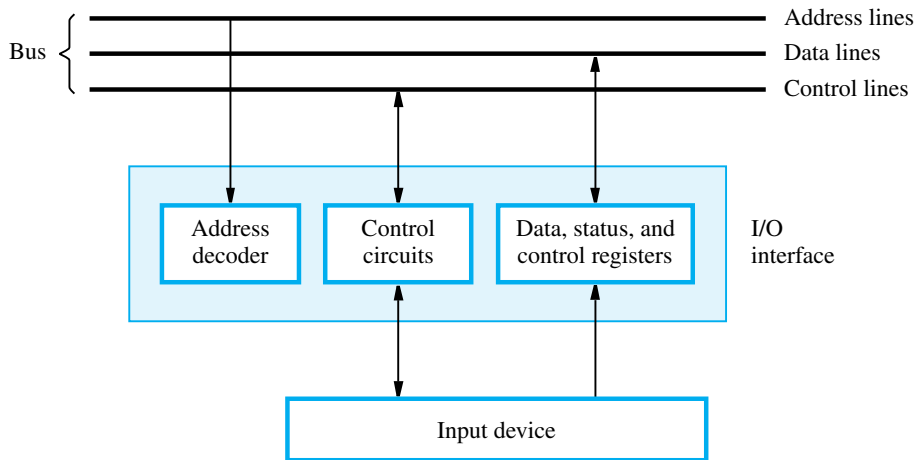 Address lines
Bus
Data lines
Control lines
Address
decoder
Control
circuits
Data, status, and
control registers
I/O
interface
Input device